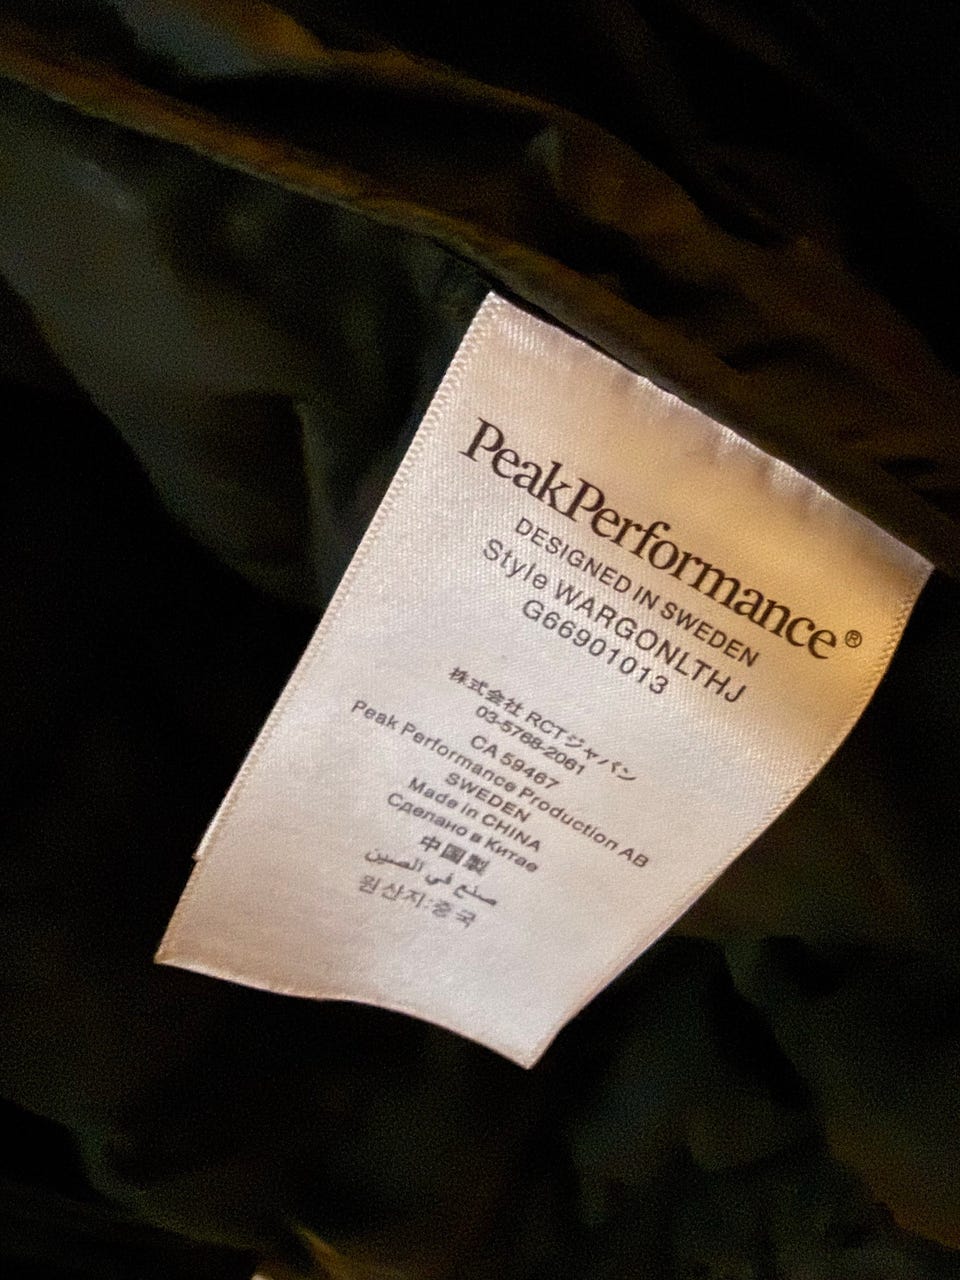 PeakPerformance®
DESIGNED IN SWEDEN
Style WARGONLTHJ
G66901013
株式会社 RCTジャパン
03-5768-2061
CA 59467
Peak Performance Production AB
SWEDEN
Made in CHINA
Сделано в Китае
中国製
صنع في الصين
원산지:중국